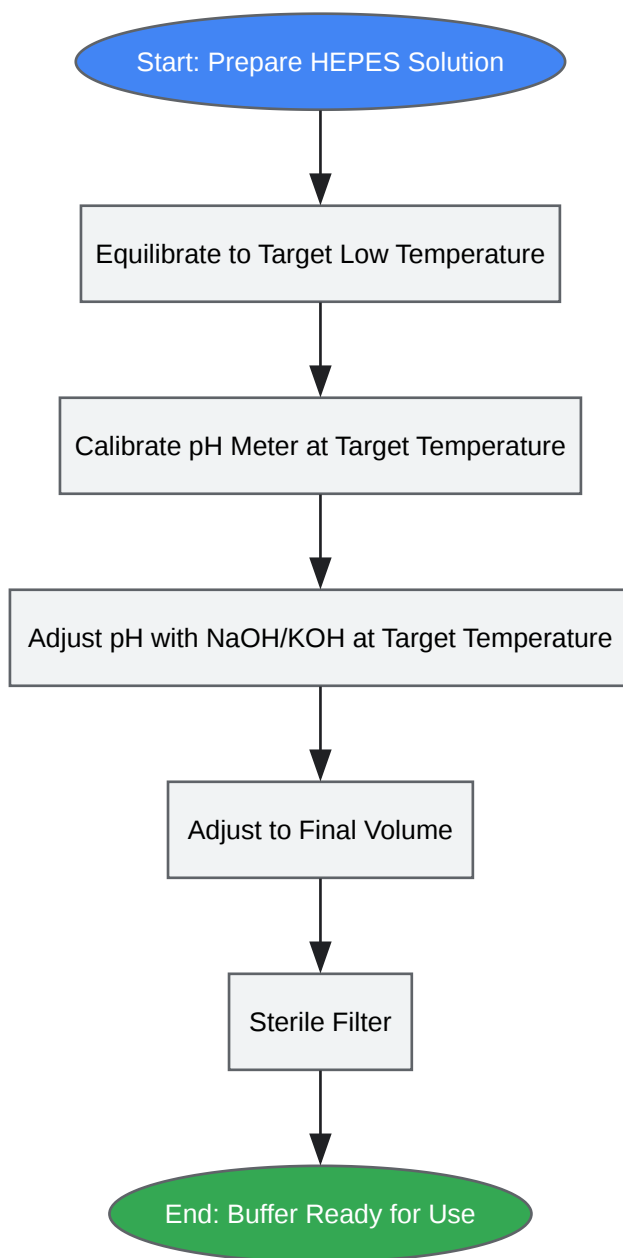 Start: Prepare HEPES Solution
Equilibrate to Target Low Temperature
Calibrate pH Meter at Target Temperature
Adjust pH with NaOH/KOH at Target Temperature
Adjust to Final Volume
Sterile Filter
End: Buffer Ready for Use